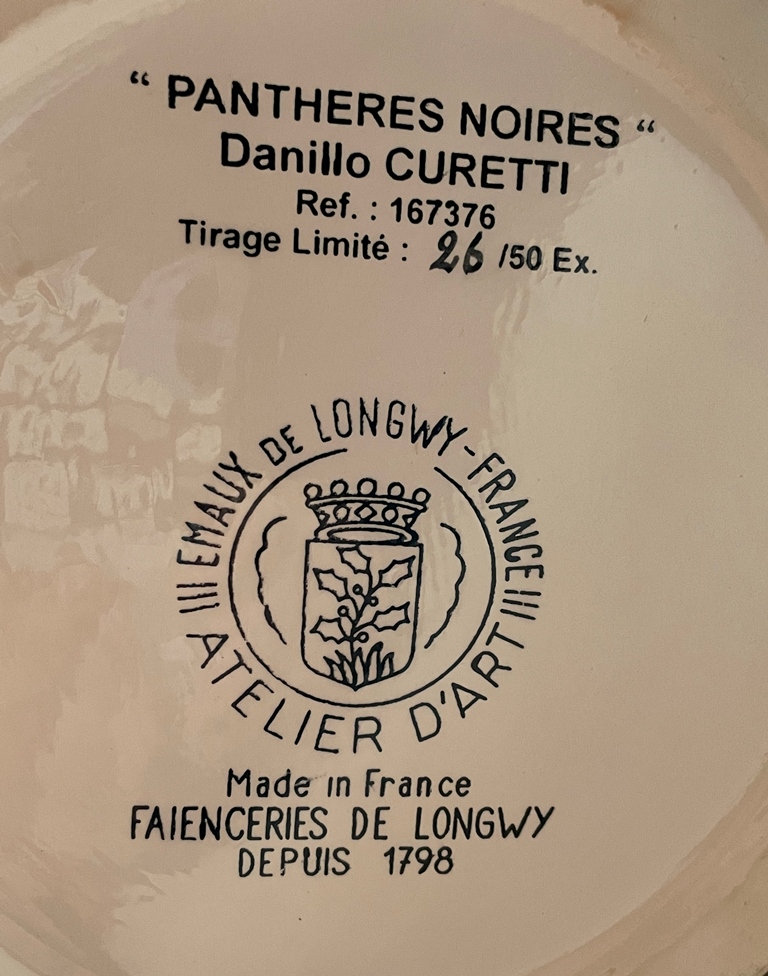 “ PANTHERES NOIRES “
Danillo CURETTI
Ref. : 167376
Tirage Limité : 26 /50 Ex.
EMAUX DE LONGWY-FRANCE
ATELIER D'ART
Made in France
FAIENCERIES DE LONGWY
DEPUIS 1798